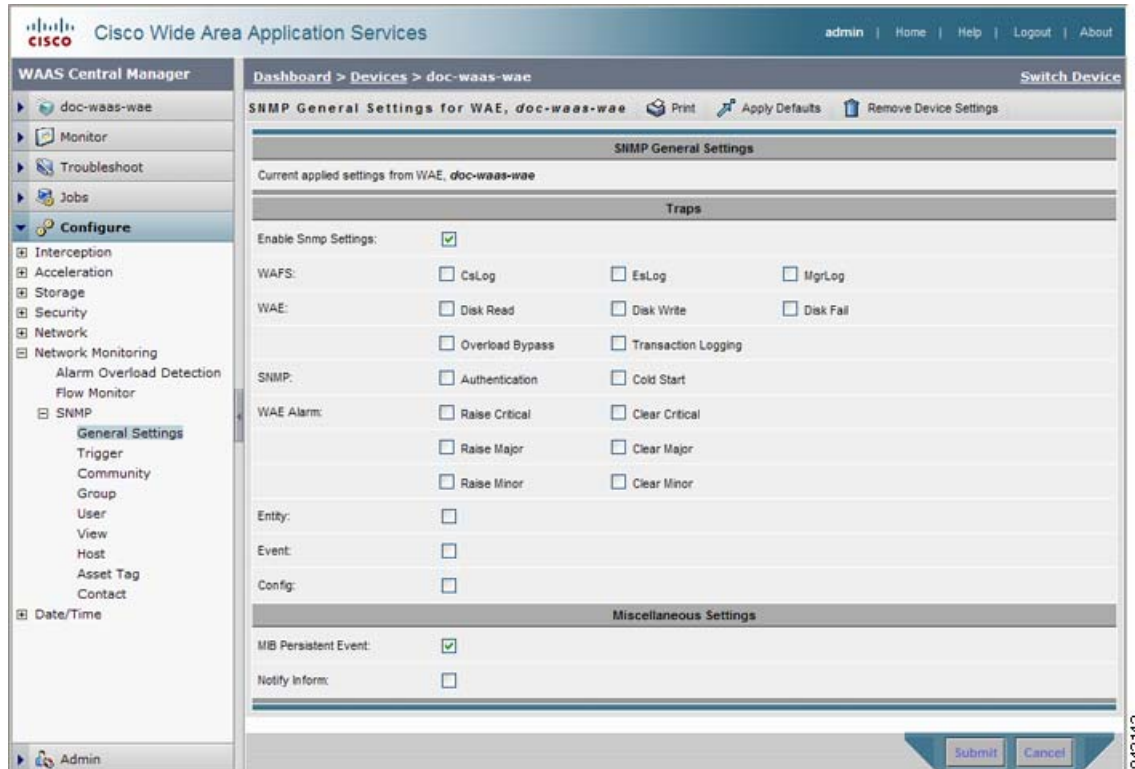 CISCO Cisco Wide Area Application Services admin | Home | Help | Logout | About
WAAS Central Manager
doc-waas-wae
Monitor
Troubleshoot
Jobs
Configure
Interception
Acceleration
Storage
Security
Network
Network Monitoring
Alarm Overload Detection
Flow Monitor
SNMP
General Settings
Trigger
Community
Group
User
View
Host
Asset Tag
Contact
Date/Time
Admin
Dashboard > Devices > doc-waas-wae Switch Device
SNMP General Settings for WAE, doc-waas-wae Print Apply Defaults Remove Device Settings
SNMP General Settings
Current applied settings from WAE, doc-waas-wae
Traps
Enable Snmp Settings:
WAFS: CsLog EsLog MgrLog
WAE: Disk Read Disk Write Disk Fail
Overload Bypass Transaction Logging
SNMP: Authentication Cold Start
WAE Alarm: Raise Critical Clear Critical
Raise Major Clear Major
Raise Minor Clear Minor
Entity:
Event:
Config:
Miscellaneous Settings
MIB Persistent Event:
Notify Inform:
Submit Cancel